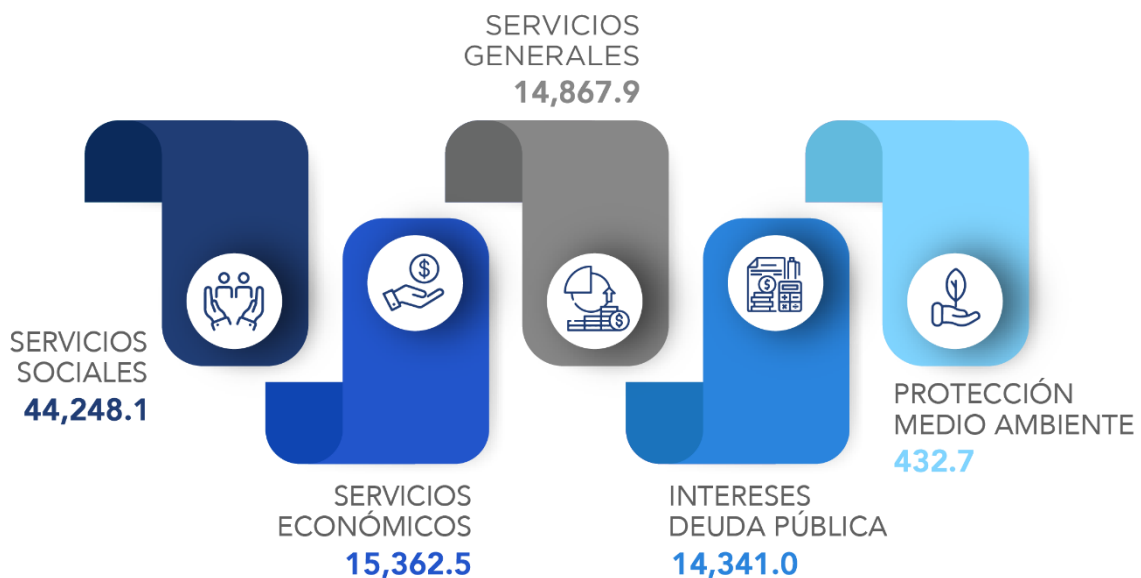 SERVICIOS
GENERALES
14,867.9
SERVICIOS
SOCIALES
44,248.1
SERVICIOS
ECONÓMICOS
15,362.5
INTERESES
DEUDA PÚBLICA
14,341.0
PROTECCIÓN
MEDIO AMBIENTE
432.7